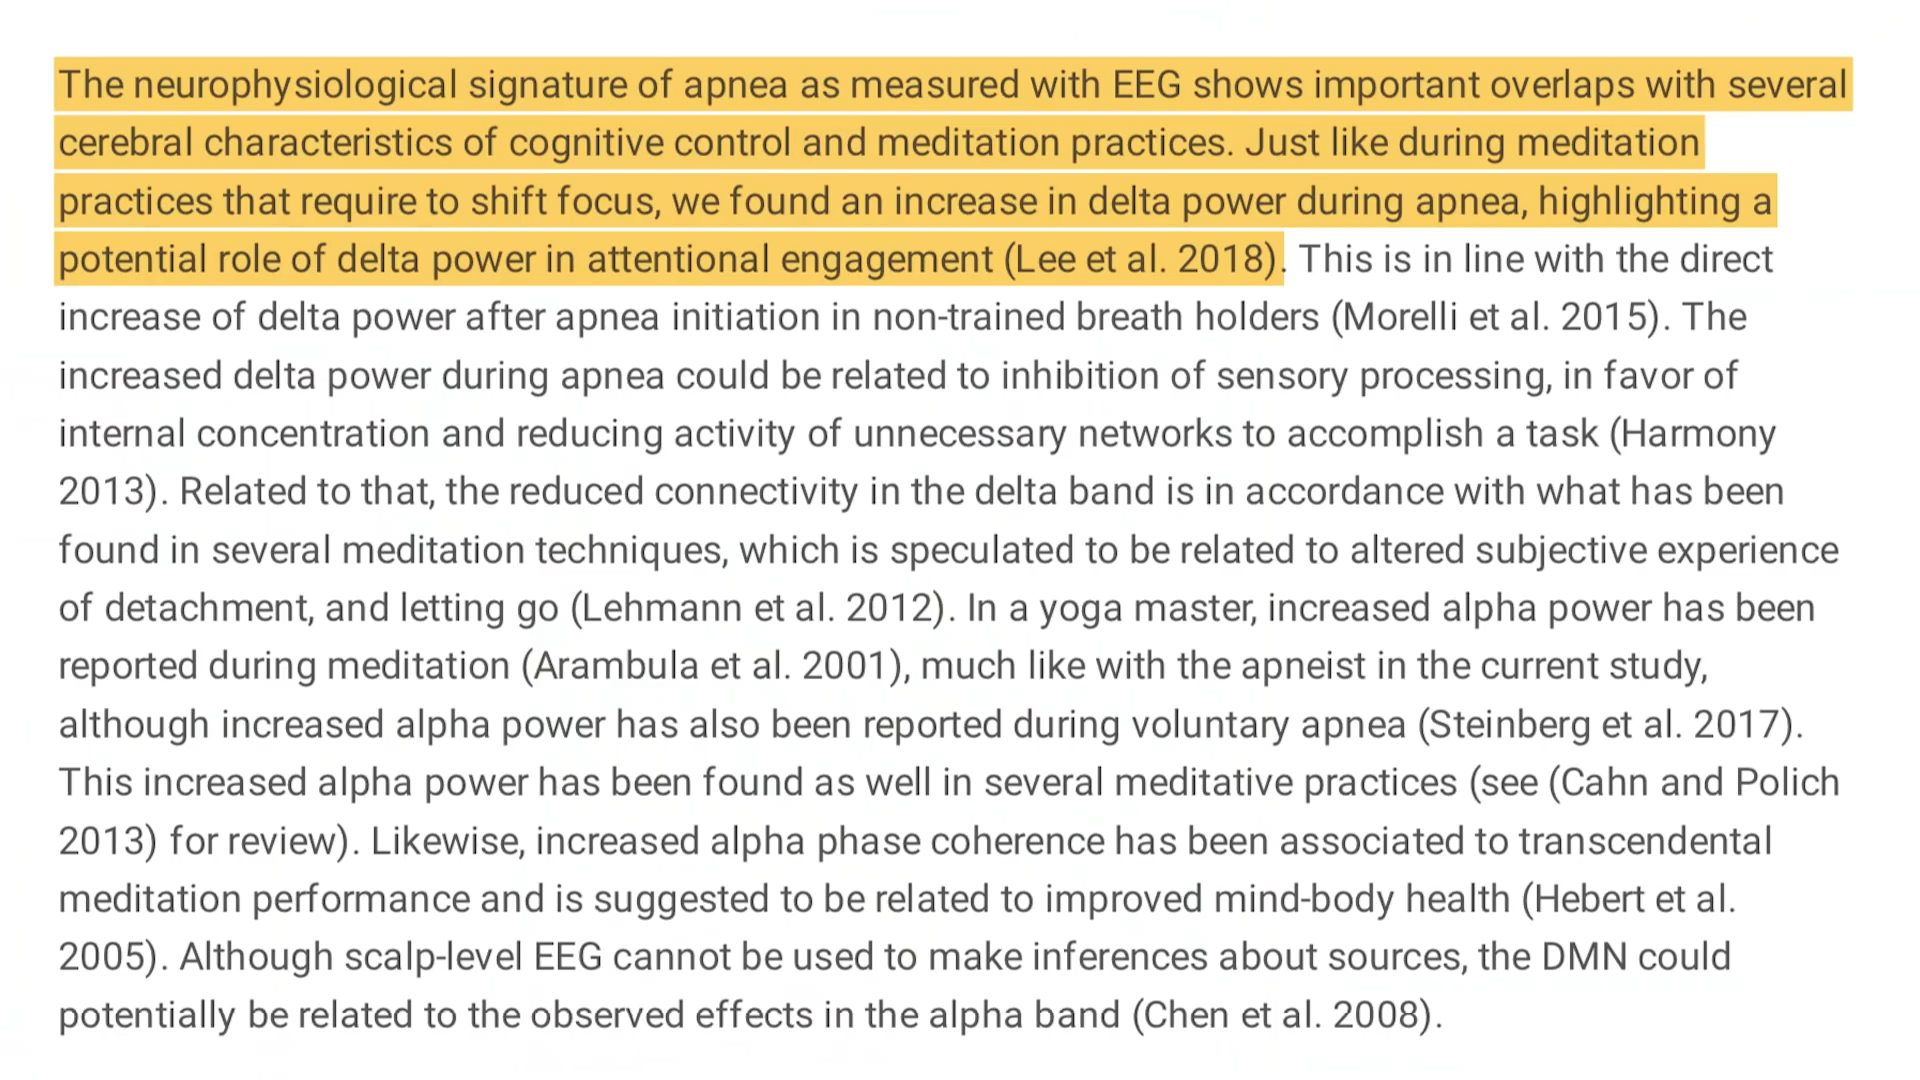 The neurophysiological signature of apnea as measured with EEG shows important overlaps with several
cerebral characteristics of cognitive control and meditation practices. Just like during meditation
practices that require to shift focus, we found an increase in delta power during apnea, highlighting a
potential role of delta power in attentional engagement (Lee et al. 2018). This is in line with the direct
increase of delta power after apnea initiation in non-trained breath holders (Morelli et al. 2015). The
increased delta power during apnea could be related to inhibition of sensory processing, in favor of
internal concentration and reducing activity of unnecessary networks to accomplish a task (Harmony
2013). Related to that, the reduced connectivity in the delta band is in accordance with what has been
found in several meditation techniques, which is speculated to be related to altered subjective experience
of detachment, and letting go (Lehmann et al. 2012). In a yoga master, increased alpha power has been
reported during meditation (Arambula et al. 2001), much like with the apneist in the current study,
although increased alpha power has also been reported during voluntary apnea (Steinberg et al. 2017).
This increased alpha power has been found as well in several meditative practices (see (Cahn and Polich
2013) for review). Likewise, increased alpha phase coherence has been associated to transcendental
meditation performance and is suggested to be related to improved mind-body health (Hebert et al.
2005). Although scalp-level EEG cannot be used to make inferences about sources, the DMN could
potentially be related to the observed effects in the alpha band (Chen et al. 2008).